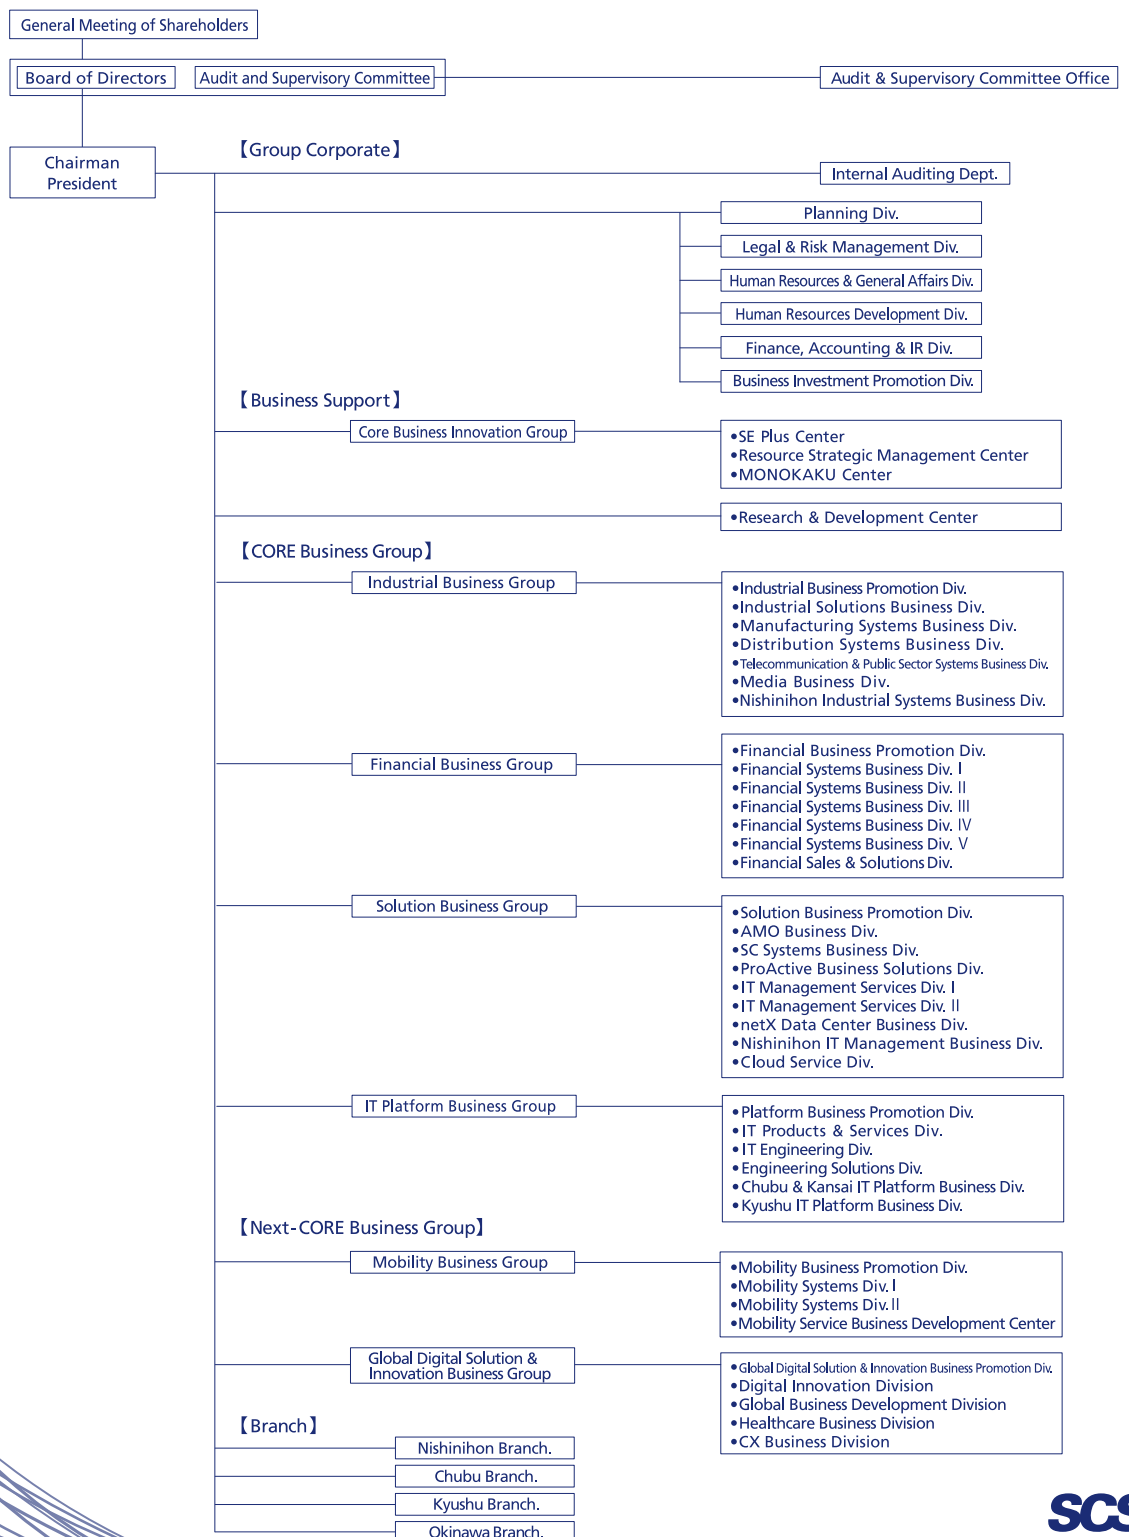 General Meeting of Shareholders
Board of Directors
Audit and Supervisory Committee
Audit & Supervisory Committee Office
Chairman
President
【Group Corporate】
Internal Auditing Dept.
Planning Div.
Legal & Risk Management Div.
Human Resources & General Affairs Div.
Human Resources Development Div.
Finance, Accounting & IR Div.
Business Investment Promotion Div.
【Business Support】
Core Business Innovation Group
•SE Plus Center
•Resource Strategic Management Center
•MONOKAKU Center
•Research & Development Center
【CORE Business Group】
Industrial Business Group
•Industrial Business Promotion Div.
•Industrial Solutions Business Div.
•Manufacturing Systems Business Div.
•Distribution Systems Business Div.
•Telecommunication & Public Sector Systems Business Div.
•Media Business Div.
•Nishinihon Industrial Systems Business Div.
Financial Business Group
•Financial Business Promotion Div.
•Financial Systems Business Div. I
•Financial Systems Business Div. II
•Financial Systems Business Div. III
•Financial Systems Business Div. IV
•Financial Systems Business Div. V
•Financial Sales & Solutions Div.
Solution Business Group
•Solution Business Promotion Div.
•AMO Business Div.
•SC Systems Business Div.
•ProActive Business Solutions Div.
•IT Management Services Div. I
•IT Management Services Div. II
•netX Data Center Business Div.
•Nishinihon IT Management Business Div.
•Cloud Service Div.
IT Platform Business Group
•Platform Business Promotion Div.
•IT Products & Services Div.
•IT Engineering Div.
•Engineering Solutions Div.
•Chubu & Kansai IT Platform Business Div.
•Kyushu IT Platform Business Div.
【Next-CORE Business Group】
Mobility Business Group
•Mobility Business Promotion Div.
•Mobility Systems Div. I
•Mobility Systems Div. II
•Mobility Service Business Development Center
Global Digital Solution &
Innovation Business Group
•Global Digital Solution & Innovation Business Promotion Div.
•Digital Innovation Division
•Global Business Development Division
•Healthcare Business Division
•CX Business Division
【Branch】
Nishinihon Branch.
Chubu Branch.
Kyushu Branch.
Okinawa Branch.
SCS